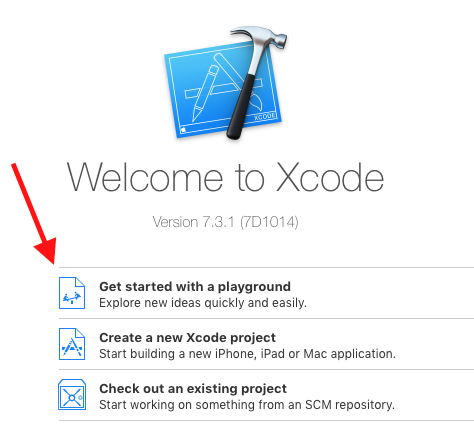 XCODE
Welcome to Xcode
Version 7.3.1 (7D1014)
Get started with a playground
Explore new ideas quickly and easily.
Create a new Xcode project
Start building a new iPhone, iPad or Mac application.
Check out an existing project
Start working on something from an SCM repository.